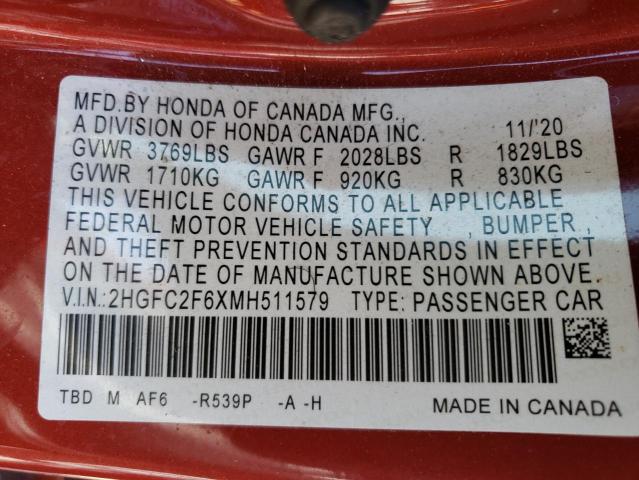 MFD.BY HONDA OF CANADA MFG.,
A DIVISION OF HONDA CANADA INC. 11/'20
GVWR 3769LBS GAWR F 2028LBS R 1829LBS
GVWR 1710KG GAWR F 920KG R 830KG
THIS VEHICLE CONFORMS TO ALL APPLICABLE
FEDERAL MOTOR VEHICLE SAFETY , BUMPER ,
AND THEFT PREVENTION STANDARDS IN EFFECT
ON THE DATE OF MANUFACTURE SHOWN ABOVE.
V.I.N.:2HGFC2F6XMH511579 TYPE: PASSENGER CAR
TBD M AF6 -R539P -A -H MADE IN CANADA